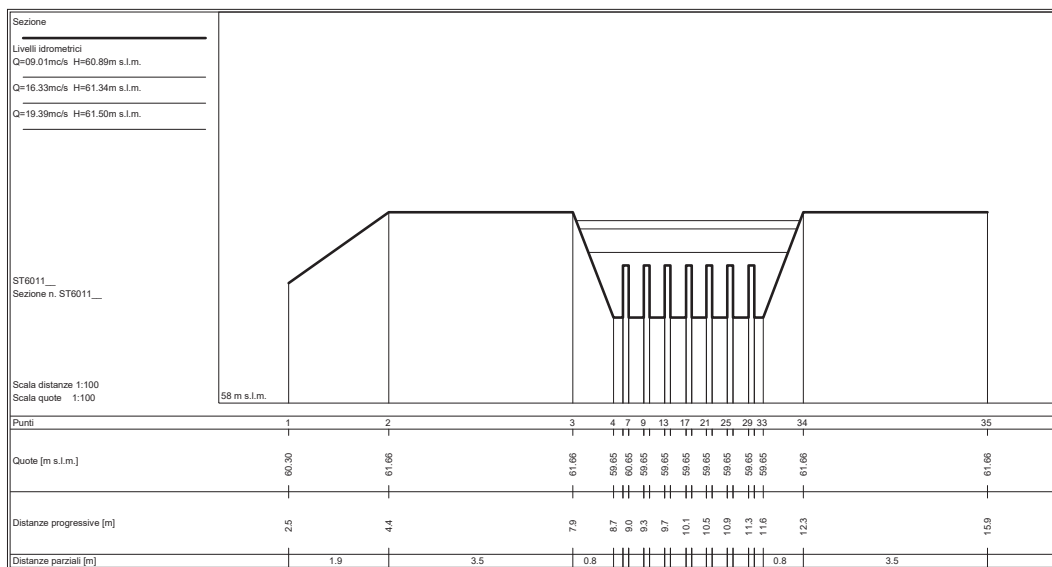 Sezione
Livelli idrometrici
Q=09.01mc/s H=60.89m s.l.m.
Q=16.33mc/s H=61.34m s.l.m.
Q=19.39mc/s H=61.50m s.l.m.
ST6011__
Sezione n. ST6011__
Scala distanze 1:100
Scala quote 1:100
58 m s.l.m.
Punti 1 2 3 4 7 9 13 17 21 25 29 33 34 35
Quote [m s.l.m.] 60.30 61.66 61.66 59.65 60.65 59.65 59.65 59.65 59.65 59.65 59.65 59.65 61.66 61.66
Distanze progressive [m] 2.5 4.4 7.9 8.7 9.0 9.3 9.7 10.1 10.5 10.9 11.3 11.6 12.3 15.9
Distanze parziali [m] 1.9 3.5 0.8 0.8 3.5